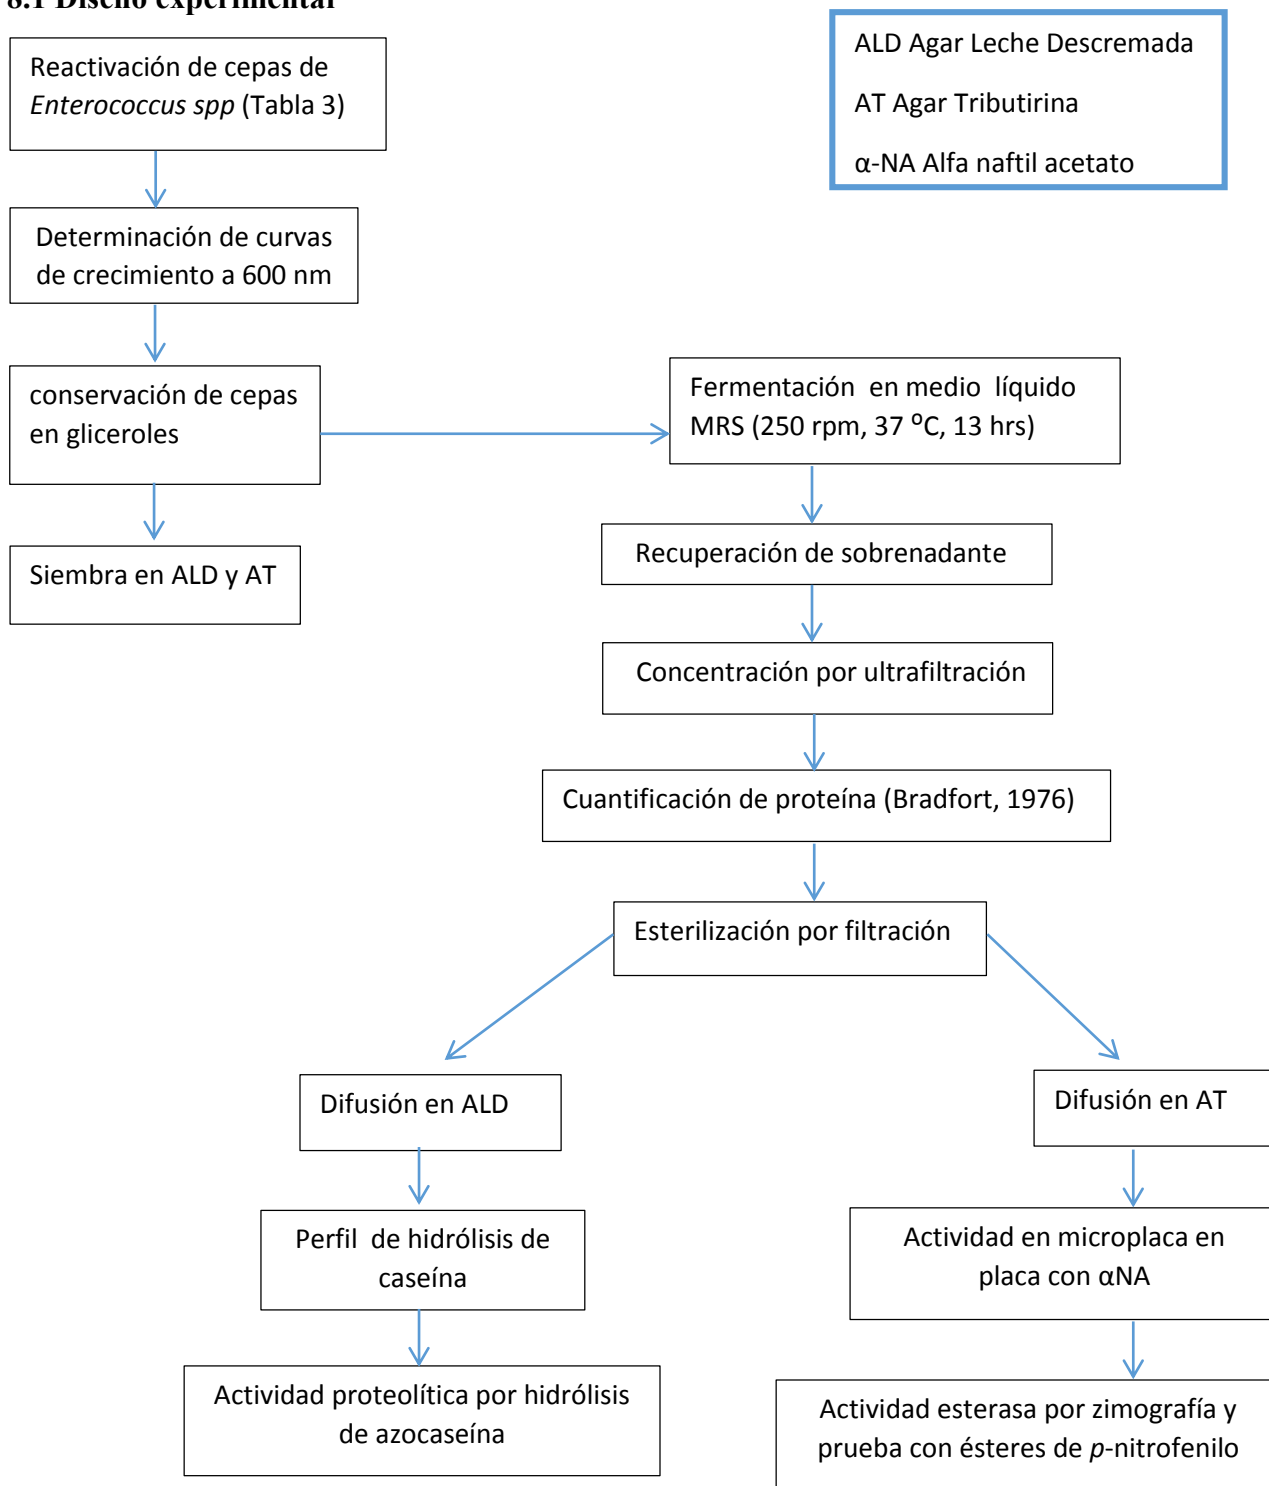 8.1 Diseño experimental
ALD Agar Leche Descremada
AT Agar Tributirina
α-NA Alfa naftil acetato
Reactivación de cepas de
Enterococcus spp (Tabla 3)
Determinación de curvas
de crecimiento a 600 nm
conservación de cepas
en gliceroles
Siembra en ALD y AT
Fermentación en medio líquido
MRS (250 rpm, 37 ⁰C, 13 hrs)
Recuperación de sobrenadante
Concentración por ultrafiltración
Cuantificación de proteína (Bradfort, 1976)
Esterilización por filtración
Difusión en ALD
Perfil de hidrólisis de
caseína
Actividad proteolítica por hidrólisis
de azocaseína
Difusión en AT
Actividad en microplaca en
placa con αNA
Actividad esterasa por zimografía y
prueba con ésteres de p-nitrofenilo